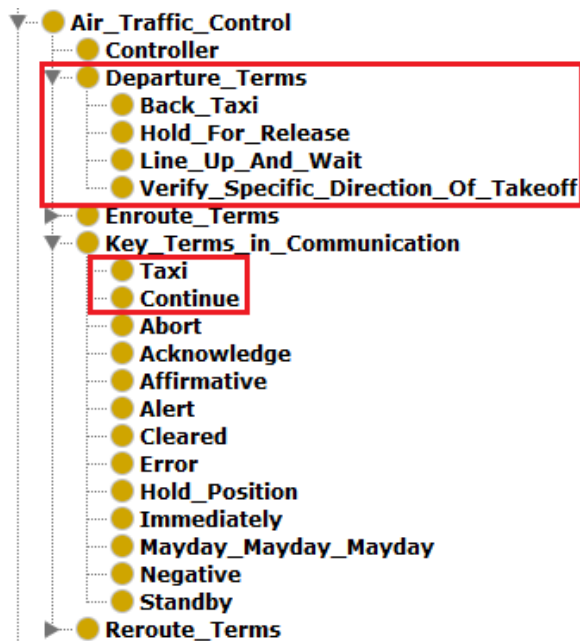 Air_Traffic_Control
Controller
Departure_Terms
Back_Taxi
Hold_For_Release
Line_Up_And_Wait
Verify_Specific_Direction_Of_Takeoff
Enroute_Terms
Key_Terms_in_Communication
Taxi
Continue
Abort
Acknowledge
Affirmative
Alert
Cleared
Error
Hold_Position
Immediately
Mayday_Mayday_Mayday
Negative
Standby
Reroute_Terms